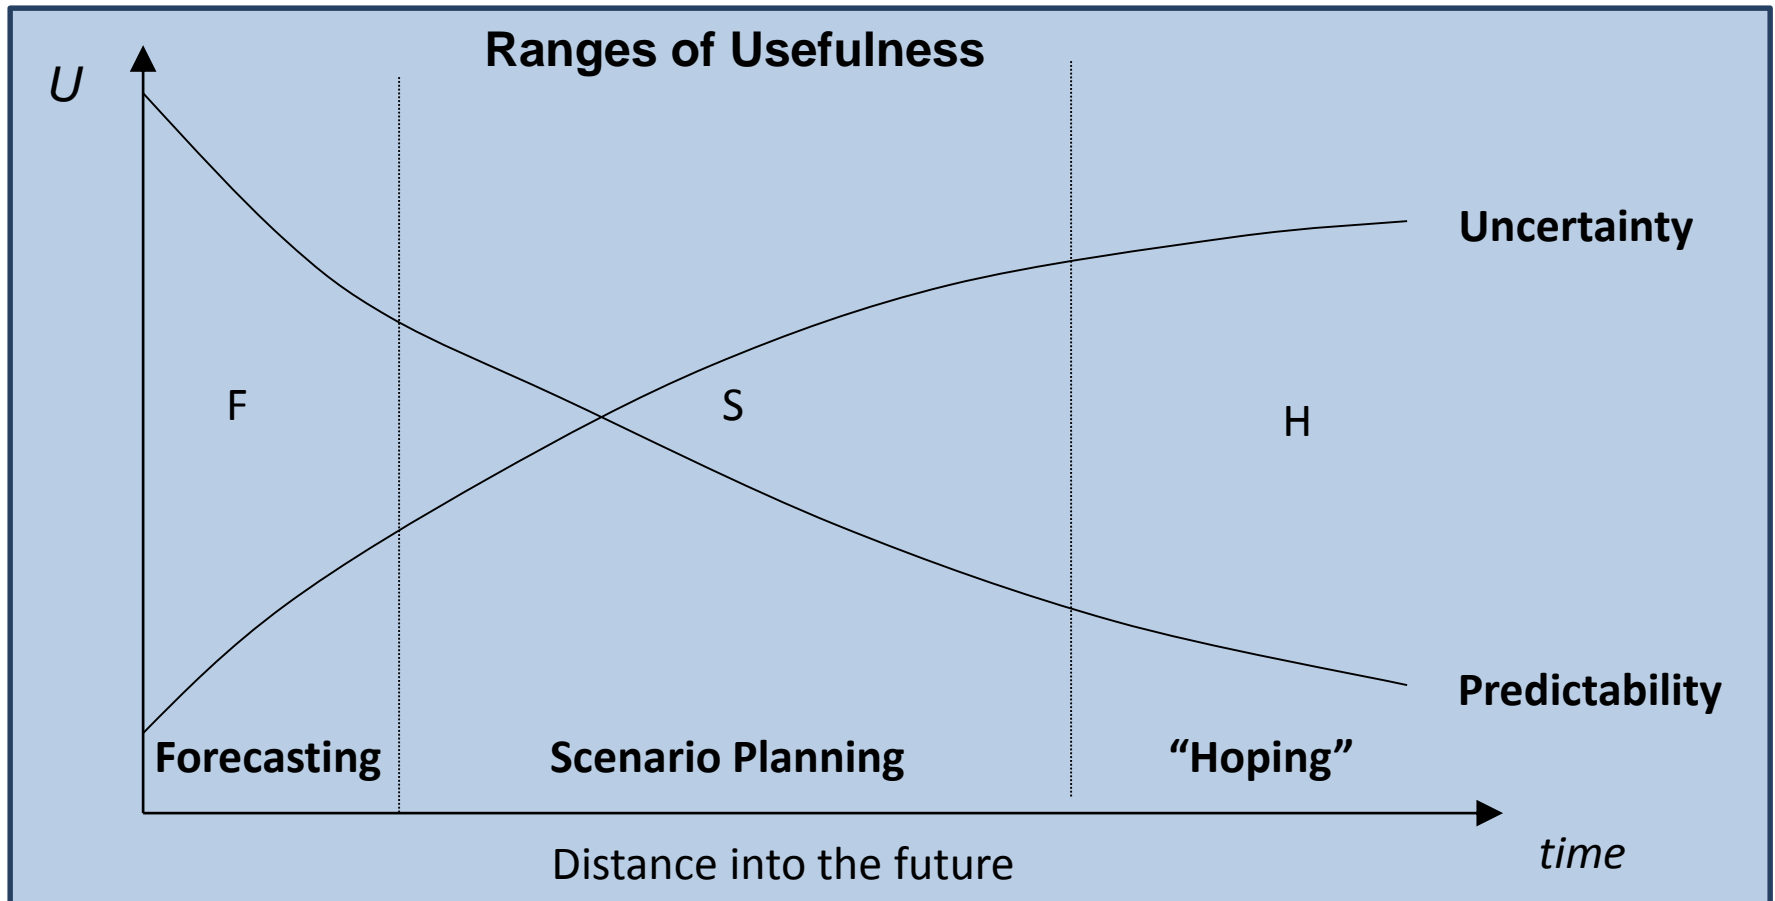 Ranges of Usefulness
U
Uncertainty
F
S
H
Predictability
Forecasting
Scenario Planning
“Hoping”
Distance into the future
time